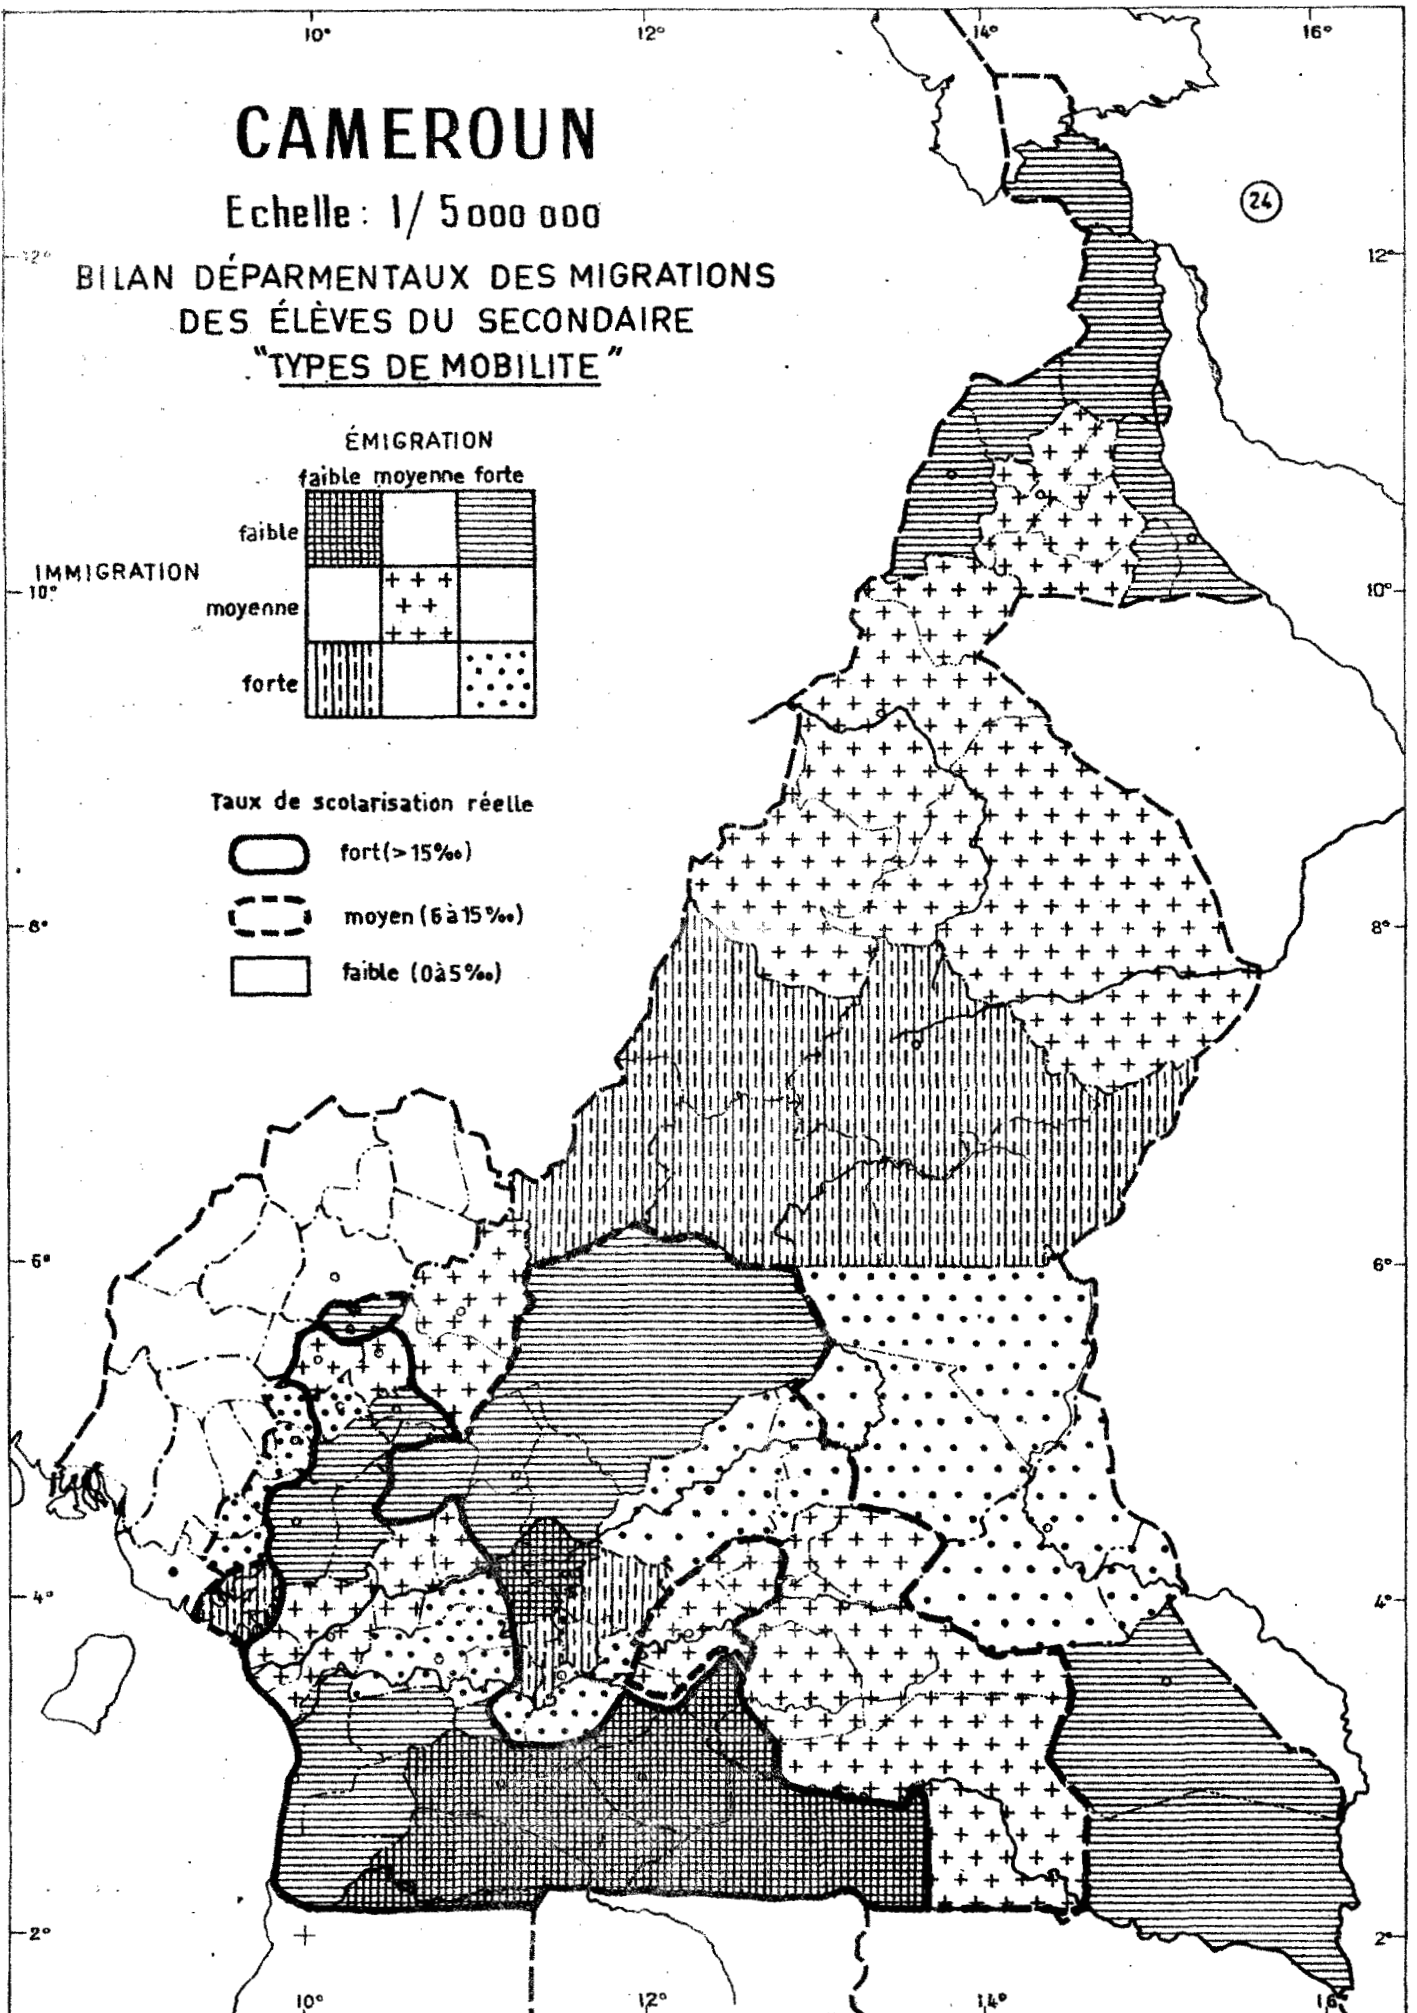 10° 12° 14° 16°
CAMEROUN
Echelle: 1/ 5 000 000
24
12° 12°
BILAN DÉPARMENTAUX DES MIGRATIONS
DES ÉLÈVES DU SECONDAIRE
"TYPES DE MOBILITE"
ÉMIGRATION
faible moyenne forte
faible
IMMIGRATION
10° 10°
moyenne
forte
Taux de scolarisation réelle
fort (> 15‰)
moyen (6 à 15‰)
8° 8°
faible (0 à 5‰)
6° 6°
4° 4°
2° 2°
10° 12° 14° 16°